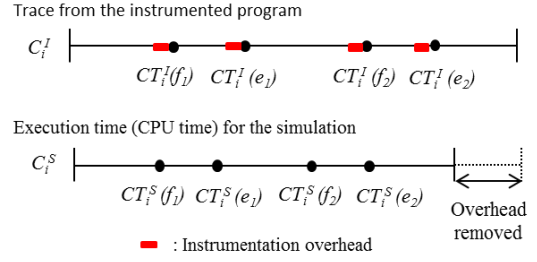 Trace from the instrumented program
C_i^I
CT_i^I(f_1) CT_i^I (e_1) CT_i^I (f_2) CT_i^I (e_2)
Execution time (CPU time) for the simulation
C_i^S
CT_i^S (f_1) CT_i^S (e_1) CT_i^S (f_2) CT_i^S (e_2)
Overhead
removed
: Instrumentation overhead